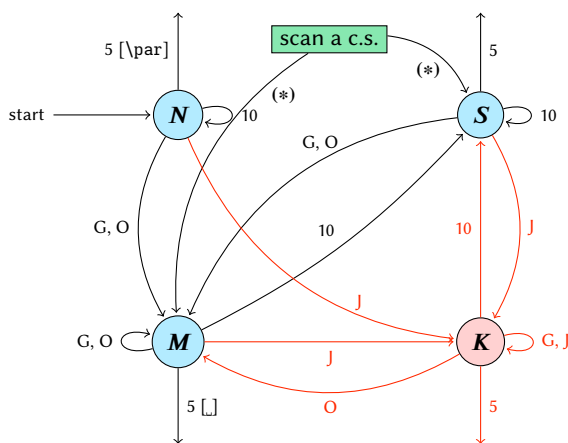 5 [\par]
scan a c.s.
5
(*)
(*)
start
N
10
S
10
G, O
G, O
10
10
J
J
G, O
M
J
K
G, J
5 [␣]
O
5